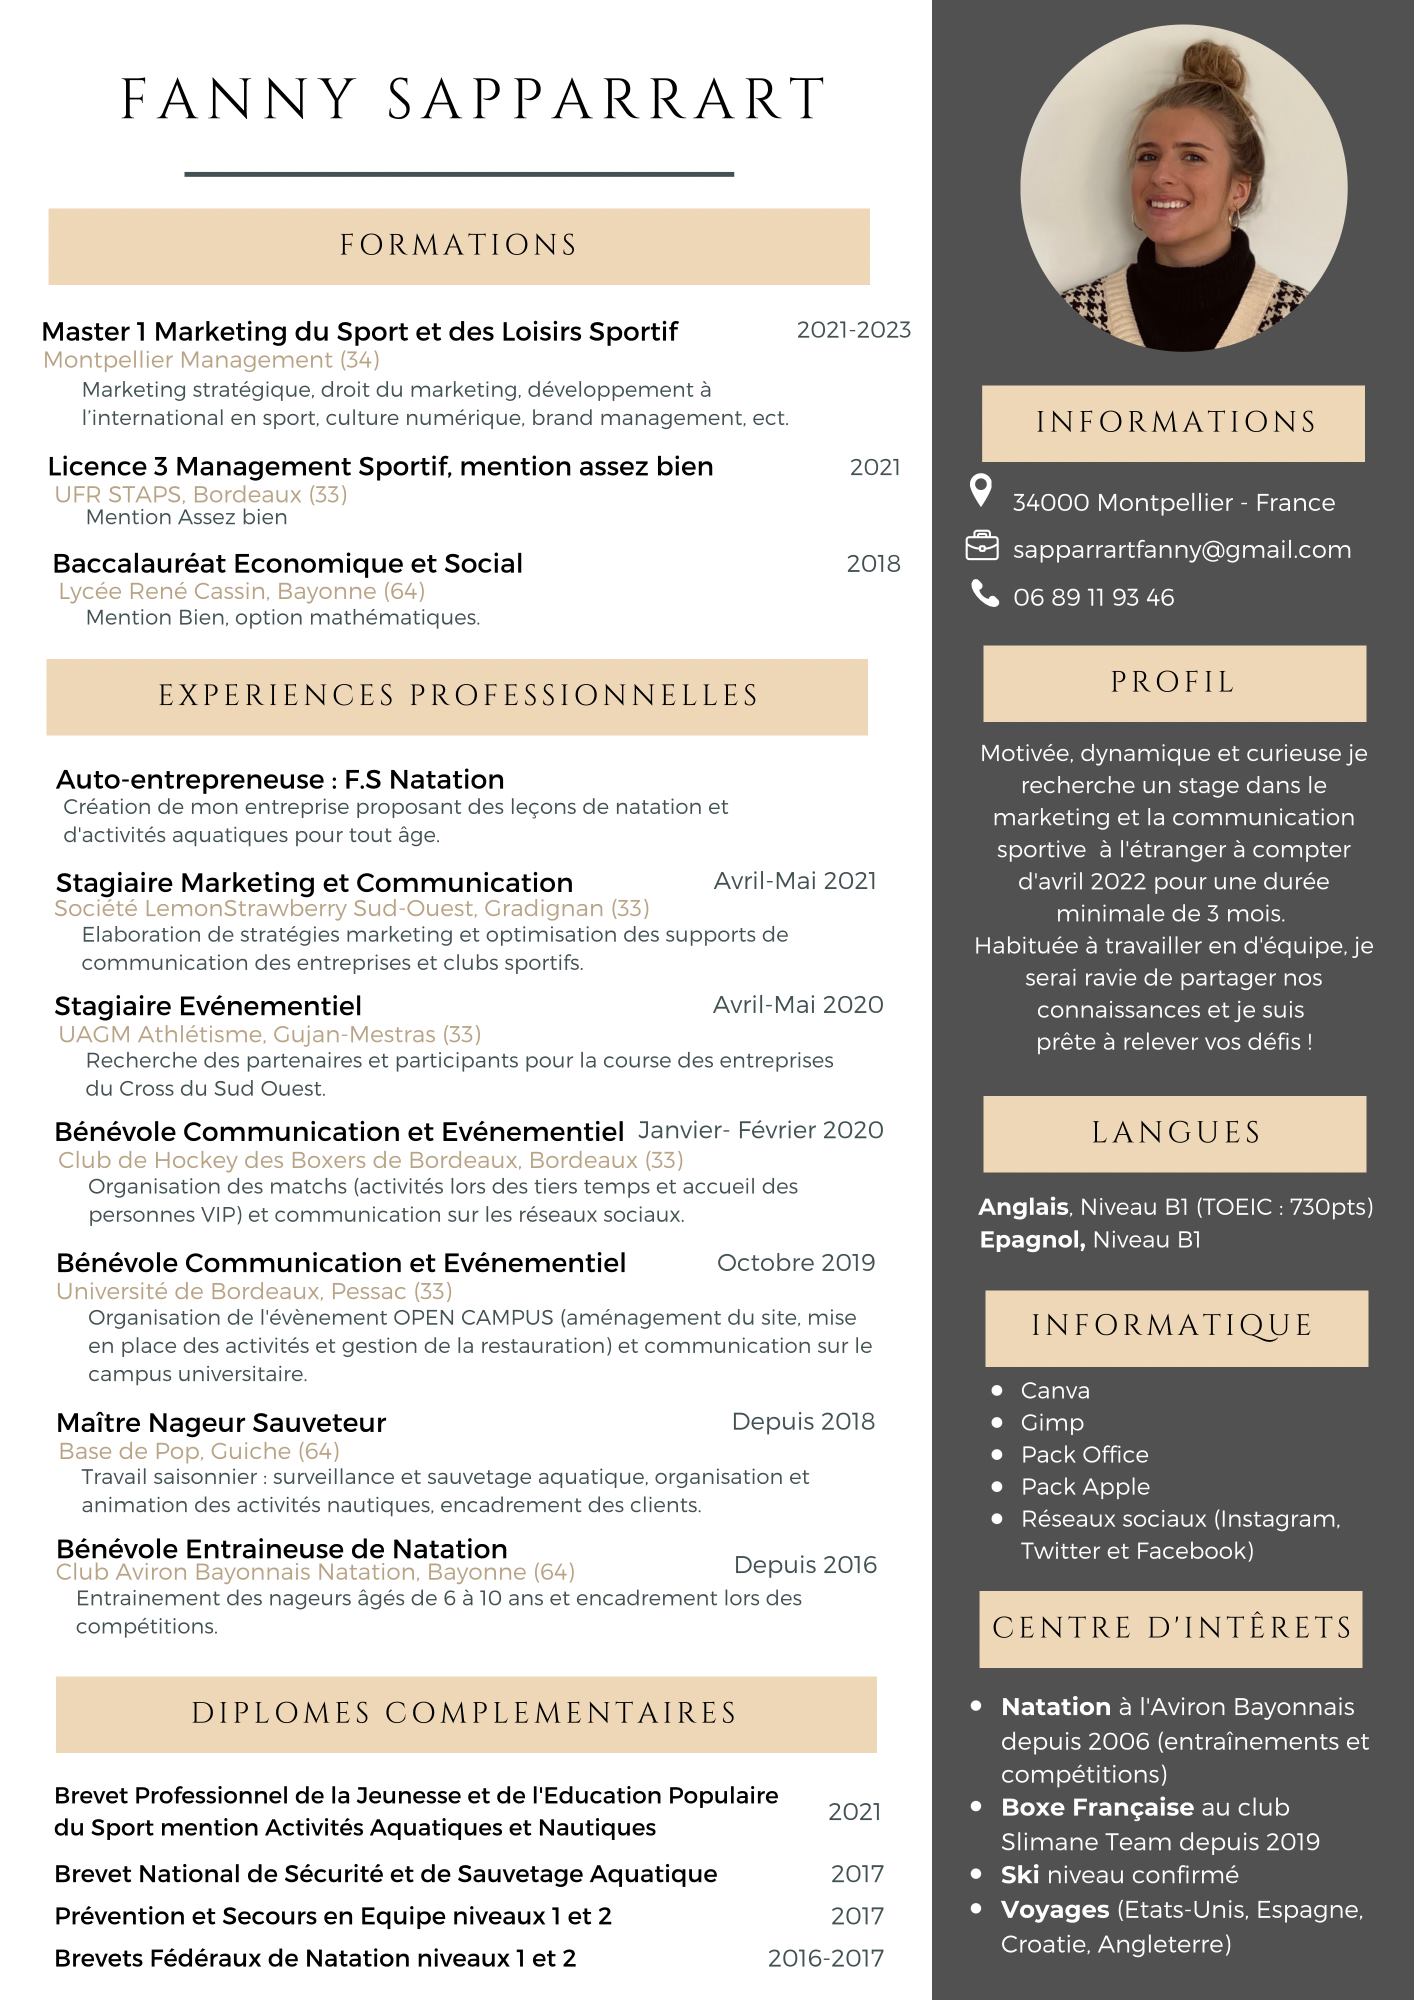 FANNY SAPPARRART
FORMATIONS
Master 1 Marketing du Sport et des Loisirs Sportif 2021-2023
Montpellier Management (34)
Marketing stratégique, droit du marketing, développement à
l'international en sport, culture numérique, brand management, ect.
Licence 3 Management Sportif, mention assez bien 2021
UFR STAPS, Bordeaux (33)
Mention Assez bien
Baccalauréat Economique et Social 2018
Lycée René Cassin, Bayonne (64)
Mention Bien, option mathématiques.
EXPERIENCES PROFESSIONNELLES
Auto-entrepreneuse : F.S Natation
Création de mon entreprise proposant des leçons de natation et
d'activités aquatiques pour tout âge.
Stagiaire Marketing et Communication Avril-Mai 2021
Société LemonStrawberry Sud-Ouest, Gradignan (33)
Elaboration de stratégies marketing et optimisation des supports de
communication des entreprises et clubs sportifs.
Stagiaire Evénementiel Avril-Mai 2020
UAGM Athlétisme, Gujan-Mestras (33)
Recherche des partenaires et participants pour la course des entreprises
du Cross du Sud Ouest.
Bénévole Communication et Evénementiel Janvier- Février 2020
Club de Hockey des Boxers de Bordeaux, Bordeaux (33)
Organisation des matchs (activités lors des tiers temps et accueil des
personnes VIP) et communication sur les réseaux sociaux.
Bénévole Communication et Evénementiel Octobre 2019
Université de Bordeaux, Pessac (33)
Organisation de l'évènement OPEN CAMPUS (aménagement du site, mise
en place des activités et gestion de la restauration) et communication sur le
campus universitaire.
Maître Nageur Sauveteur Depuis 2018
Base de Pop, Guiche (64)
Travail saisonnier : surveillance et sauvetage aquatique, organisation et
animation des activités nautiques, encadrement des clients.
Bénévole Entraineuse de Natation
Club Aviron Bayonnais Natation, Bayonne (64) Depuis 2016
Entrainement des nageurs âgés de 6 à 10 ans et encadrement lors des
compétitions.
DIPLOMES COMPLEMENTAIRES
Brevet Professionnel de la Jeunesse et de l'Education Populaire
du Sport mention Activités Aquatiques et Nautiques 2021
Brevet National de Sécurité et de Sauvetage Aquatique 2017
Prévention et Secours en Equipe niveaux 1 et 2 2017
Brevets Fédéraux de Natation niveaux 1 et 2 2016-2017
INFORMATIONS
34000 Montpellier - France
sapparrartfanny@gmail.com
06 89 11 93 46
PROFIL
Motivée, dynamique et curieuse je
recherche un stage dans le
marketing et la communication
sportive à l'étranger à compter
d'avril 2022 pour une durée
minimale de 3 mois.
Habituée à travailler en d'équipe, je
serai ravie de partager nos
connaissances et je suis
prête à relever vos défis !
LANGUES
Anglais, Niveau B1 (TOEIC : 730pts)
Epagnol, Niveau B1
INFORMATIQUE
• Canva
• Gimp
• Pack Office
• Pack Apple
• Réseaux sociaux (Instagram,
Twitter et Facebook)
CENTRE D'INTÊRETS
• Natation à l'Aviron Bayonnais
depuis 2006 (entraînements et
compétitions)
• Boxe Française au club
Slimane Team depuis 2019
• Ski niveau confirmé
• Voyages (Etats-Unis, Espagne,
Croatie, Angleterre)